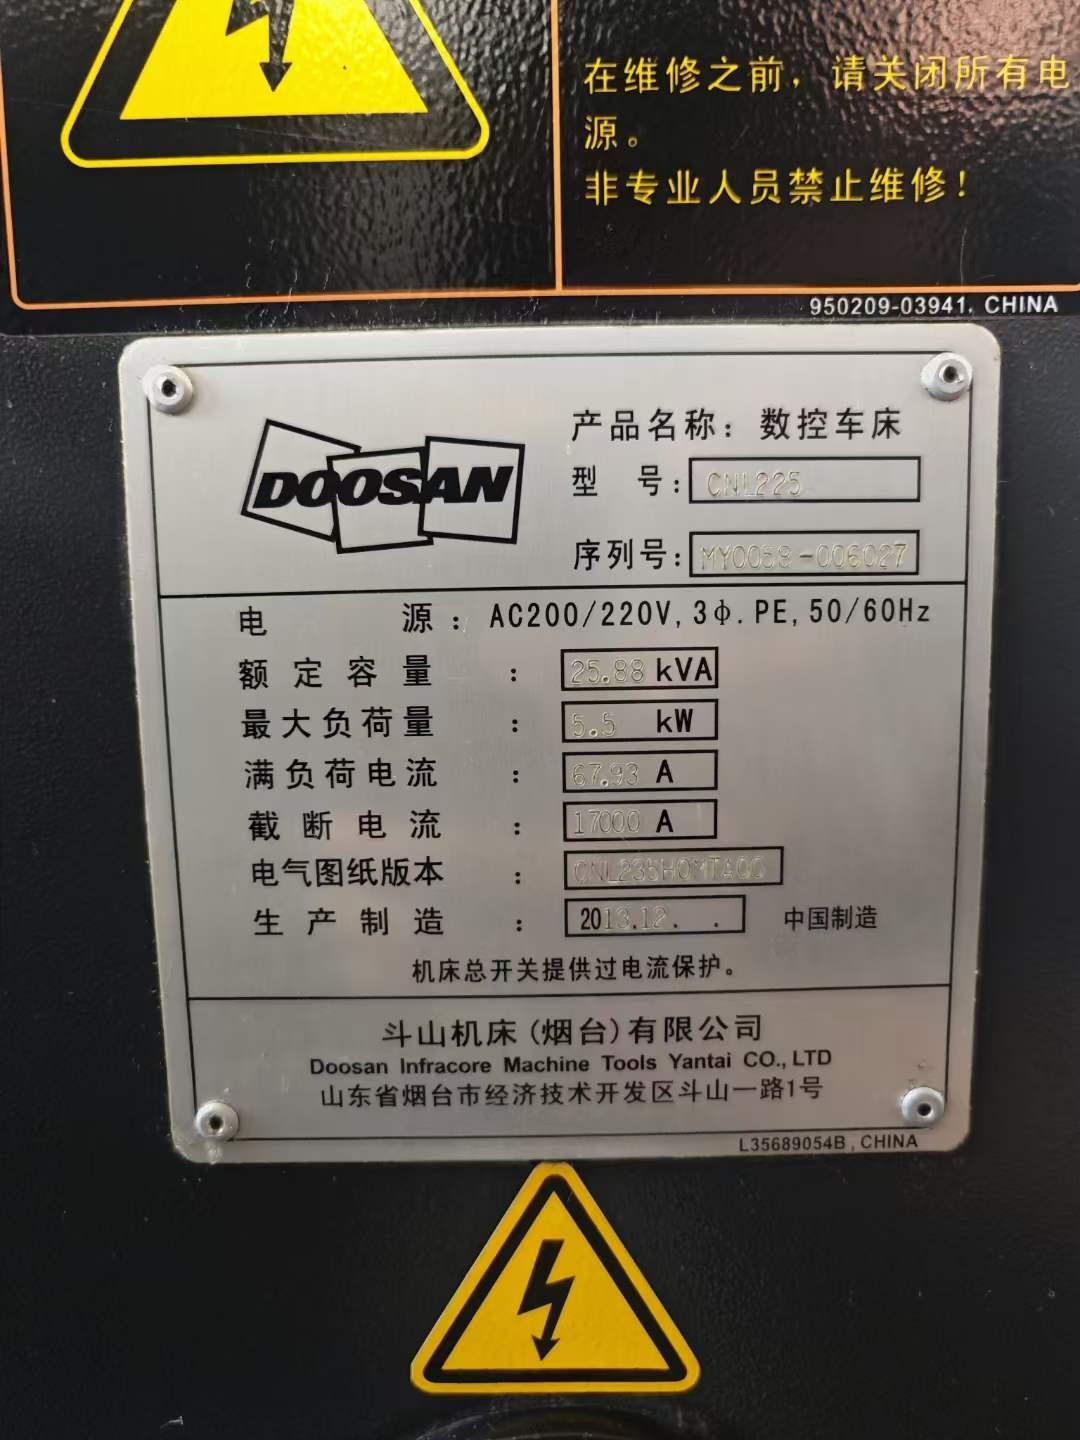 在维修之前，请关闭所有电
源。
非专业人员禁止维修！
950209-03941, CHINA
DOOSAN
产品名称：数控车床
型 号：CNL225
序列号：MY0058-006027
电 源：AC200/220V,3Φ.PE,50/60Hz
额定容量：25.88 kVA
最大负荷量：5.5 kW
满负荷电流：67.93 A
截断电流：17000 A
电气图纸版本：
生产制造：2013.12. . 中国制造
机床总开关提供过电流保护。
斗山机床(烟台)有限公司
Doosan Infracore Machine Tools Yantai CO., LTD
山东省烟台市经济技术开发区斗山一路1号
L35689054B, CHINA